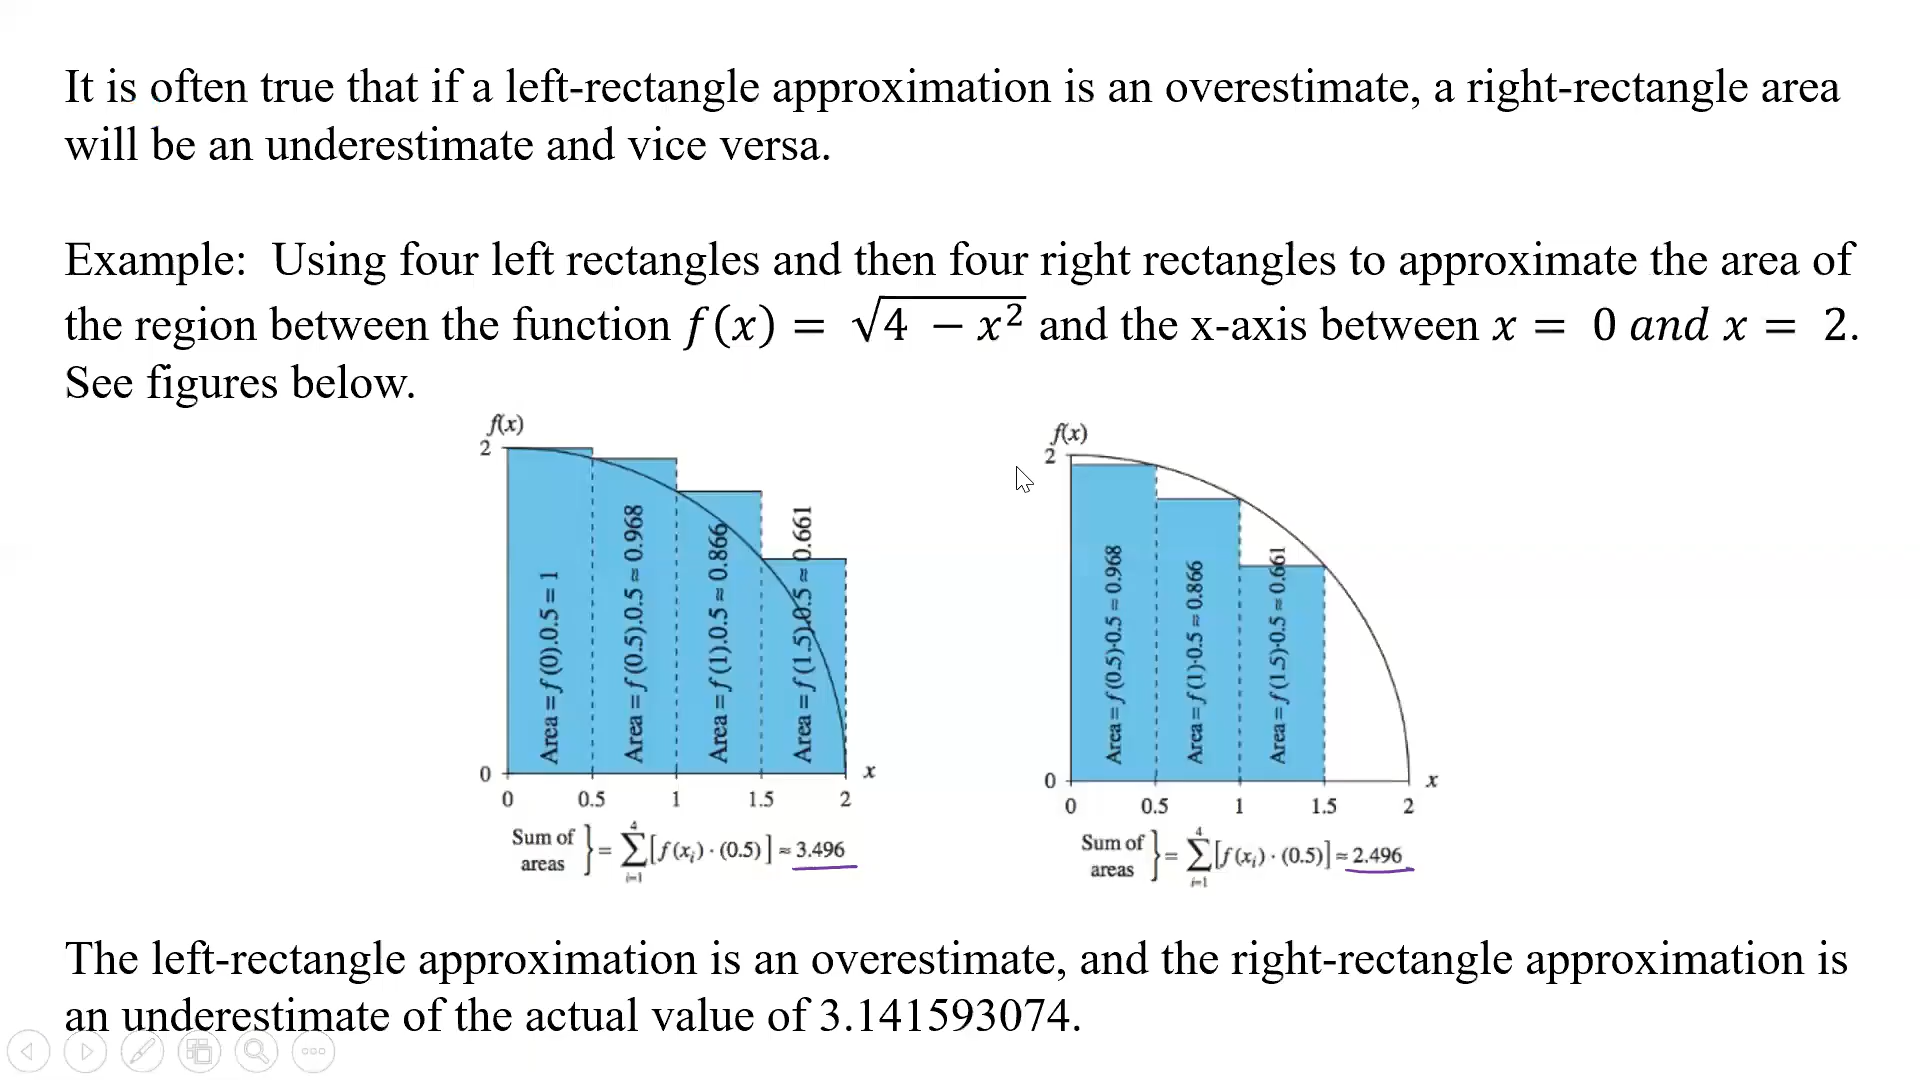 It is often true that if a left-rectangle approximation is an overestimate, a right-rectangle area
will be an underestimate and vice versa.
Example:  Using four left rectangles and then four right rectangles to approximate the area of
the region between the function f(x) = √4 − x² and the x-axis between x = 0 and x = 2.
See figures below.
f(x)
2
0
Area = f (0).0.5 = 1
Area = f (0.5).0.5 ≈ 0.968
Area = f (1).0.5 ≈ 0.866
Area = f (1.5).0.5 ≈ 0.661
x
0 0.5 1 1.5 2
Sum of areas } = ∑ i=1 4 [f(xᵢ) · (0.5)] ≈ 3.496
f(x)
2
0
Area = f (0.5)·0.5 ≈ 0.968
Area = f (1)·0.5 ≈ 0.866
Area = f (1.5)·0.5 ≈ 0.661
x
0 0.5 1 1.5 2
Sum of areas } = ∑ i=1 4 [f(xᵢ) · (0.5)] ≈ 2.496
The left-rectangle approximation is an overestimate, and the right-rectangle approximation is
an underestimate of the actual value of 3.141593074.